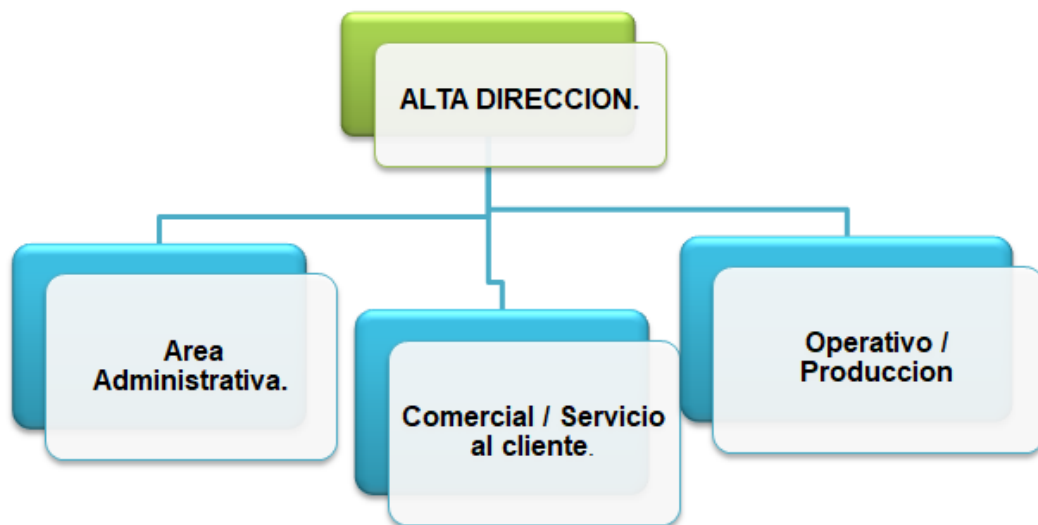 ALTA DIRECCION.
Area
Administrativa.
Comercial / Servicio
al cliente.
Operativo /
Produccion